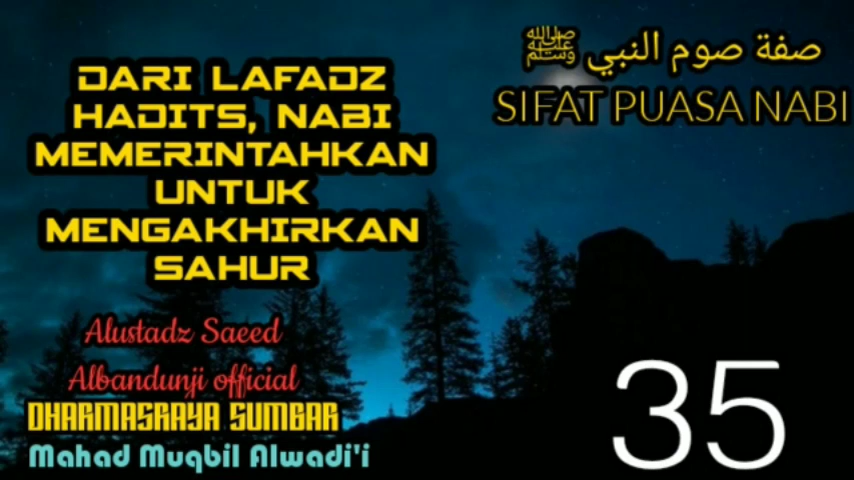 DARI LAFADZ
HADITS, NABI
MEMERINTAHKAN
UNTUK
MENGAKHIRKAN
SAHUR
صفة صوم النبي ﷺ
SIFAT PUASA NABI
Alustadz Saeed
Albandunji official
DHARMASRAYA SUMBAR
Mahad Muqbil Alwadi'i
35